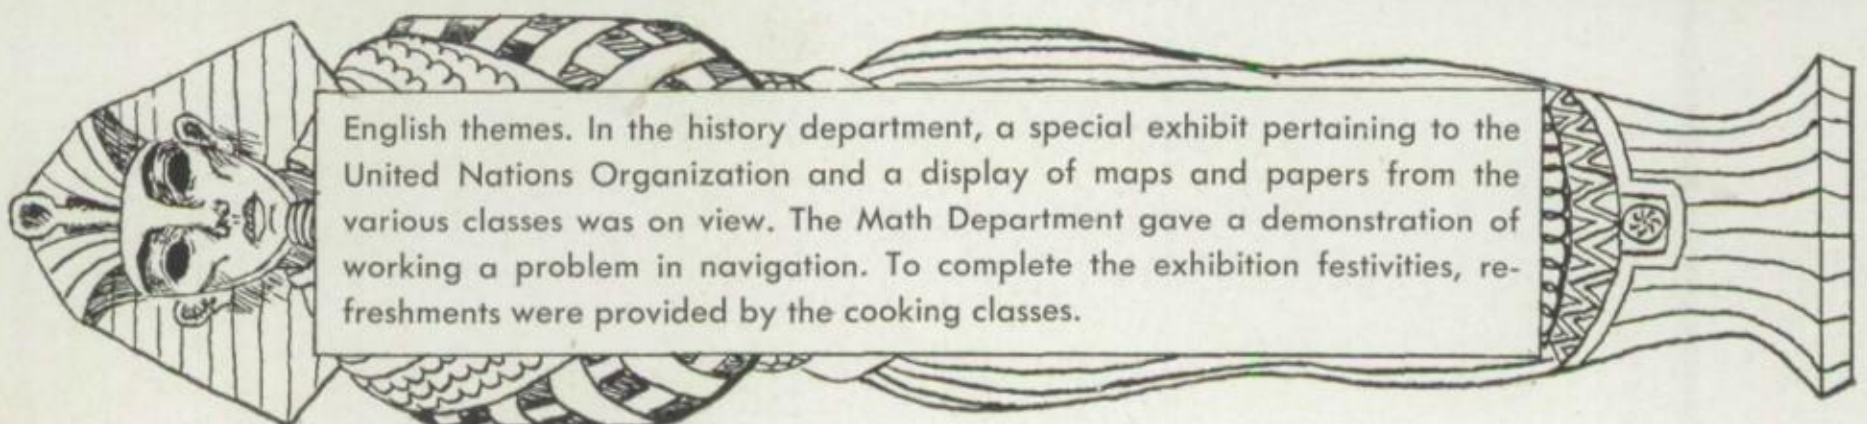 English themes. In the history department, a special exhibit pertaining to the
United Nations Organization and a display of maps and papers from the
various classes was on view. The Math Department gave a demonstration of
working a problem in navigation. To complete the exhibition festivities, re-
freshments were provided by the cooking classes.